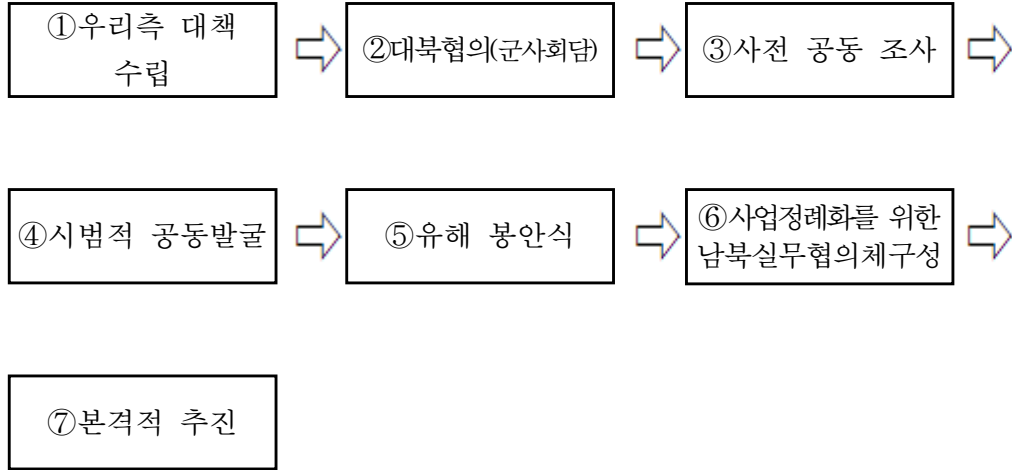 ①우리측 대책
수립
②대북협의(군사회담)
③사전 공동 조사
④시범적 공동발굴
⑤유해 봉안식
⑥사업정례화를 위한
남북실무협의체구성
⑦본격적 추진